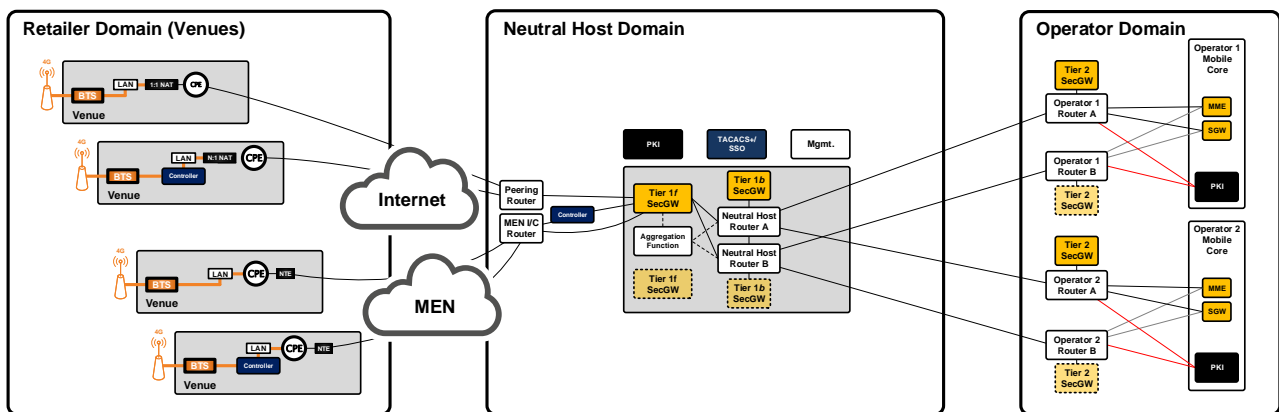 Retailer Domain (Venues)
4G
BTS
LAN
1:1 NAT
CPE
Venue
4G
BTS
Controller
LAN
N:1 NAT
CPE
Venue
4G
BTS
LAN
CPE
NTE
Venue
4G
BTS
Controller
LAN
CPE
NTE
Venue
Internet
MEN
Neutral Host Domain
Peering
Router
MEN I/C
Router
Controller
PKI
TACACS+/
SSO
Mgmt.
Tier 1f
SecGW
Aggregation
Function
Tier 1f
SecGW
Tier 1b
SecGW
Neutral Host
Router A
Neutral Host
Router B
Tier 1b
SecGW
Operator Domain
Tier 2
SecGW
Operator 1
Router A
Operator 1
Router B
Tier 2
SecGW
Operator 1
Mobile
Core
MME
SGW
PKI
Tier 2
SecGW
Operator 2
Router A
Operator 2
Router B
Tier 2
SecGW
Operator 2
Mobile
Core
MME
SGW
PKI